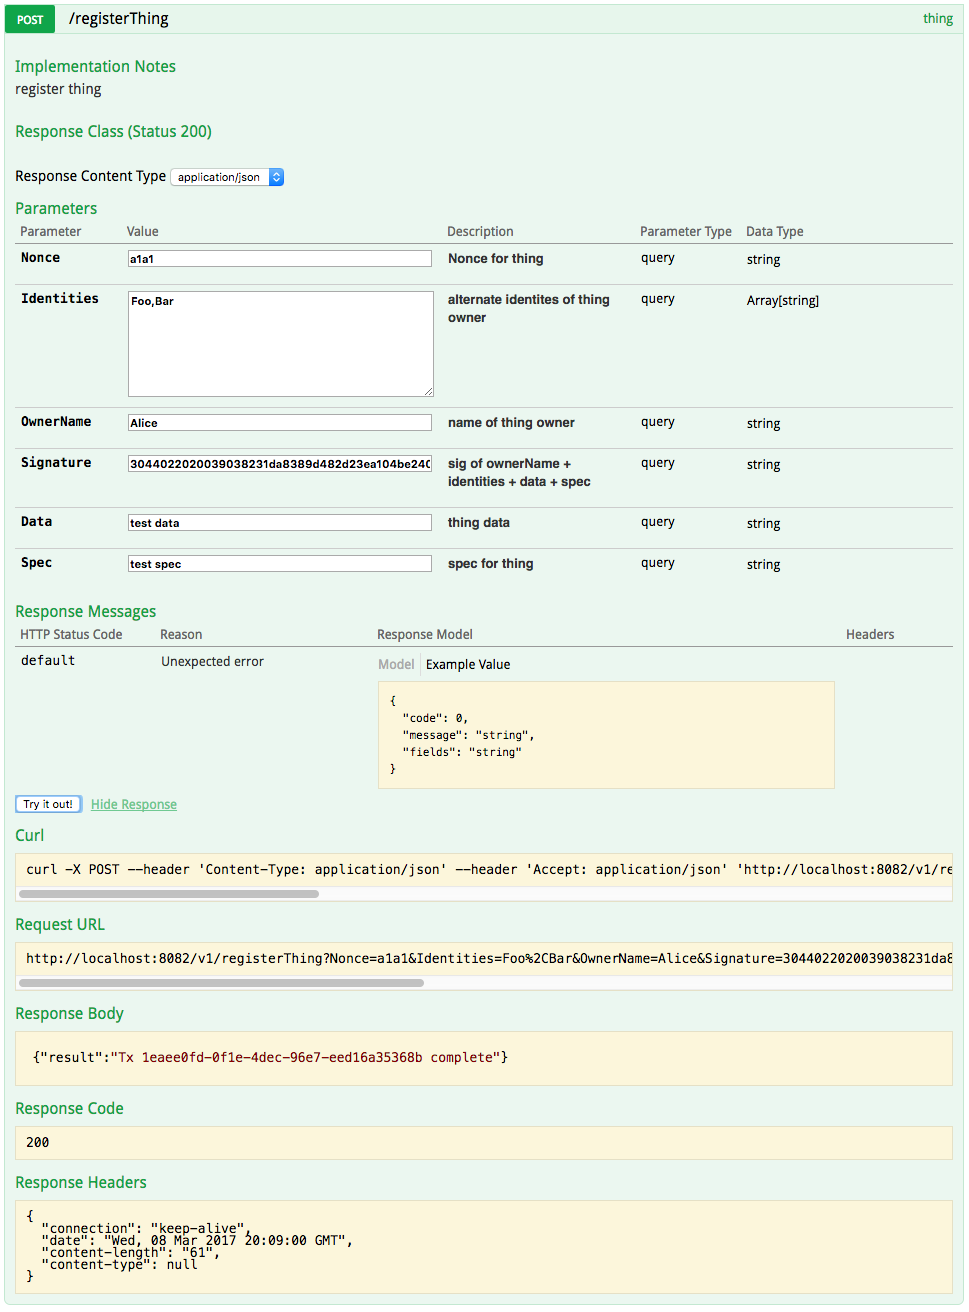 POST /registerThing thing
Implementation Notes
register thing
Response Class (Status 200)
Response Content Type application/json
Parameters
Parameter Value Description Parameter Type Data Type
Nonce a1a1 Nonce for thing query string
Identities Foo,Bar alternate identites of thing query Array[string]
owner
OwnerName Alice name of thing owner query string
Signature 3044022020039038231da8389d482d23ea104be240 sig of ownerName + query string
identities + data + spec
Data test data thing data query string
Spec test spec spec for thing query string
Response Messages
HTTP Status Code Reason Response Model Headers
default Unexpected error Model Example Value
{
"code": 0,
"message": "string",
"fields": "string"
}
Try it out! Hide Response
Curl
curl -X POST --header 'Content-Type: application/json' --header 'Accept: application/json' 'http://localhost:8082/v1/re
Request URL
http://localhost:8082/v1/registerThing?Nonce=a1a1&Identities=Foo%2CBar&OwnerName=Alice&Signature=3044022020039038231da8
Response Body
{"result":"Tx 1eaee0fd-0f1e-4dec-96e7-eed16a35368b complete"}
Response Code
200
Response Headers
{
"connection": "keep-alive",
"date": "Wed, 08 Mar 2017 20:09:00 GMT",
"content-length": "61",
"content-type": null
}